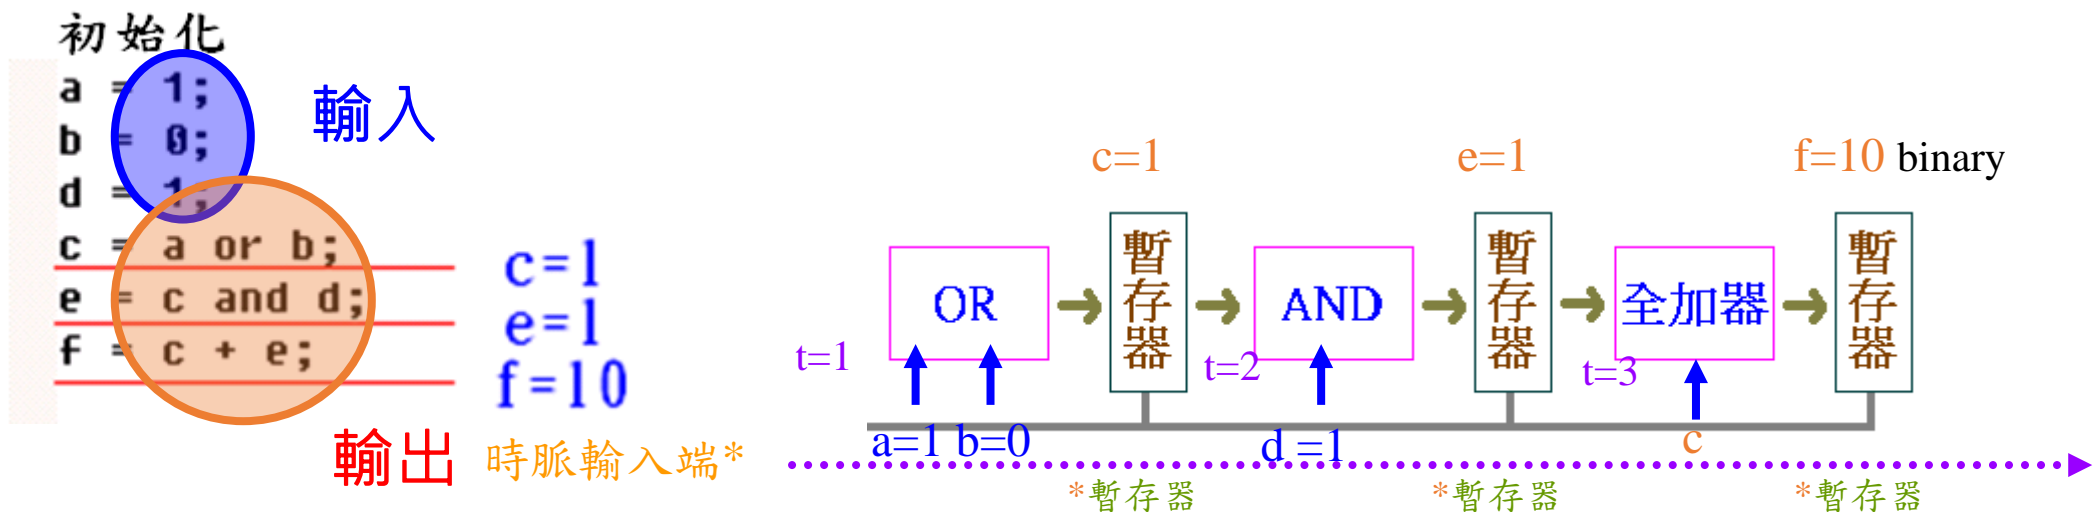 初始化
a = 1;
b = 0;
d = 1;
c = a or b;
e = c and d;
f = c + e;
輸入
c=1
e=1
f=10
輸出
時脈輸入端*
c=1
e=1
f=10 binary
OR
暫存器
AND
暫存器
全加器
暫存器
t=1
t=2
t=3
a=1 b=0
d =1
c
*暫存器
*暫存器
*暫存器